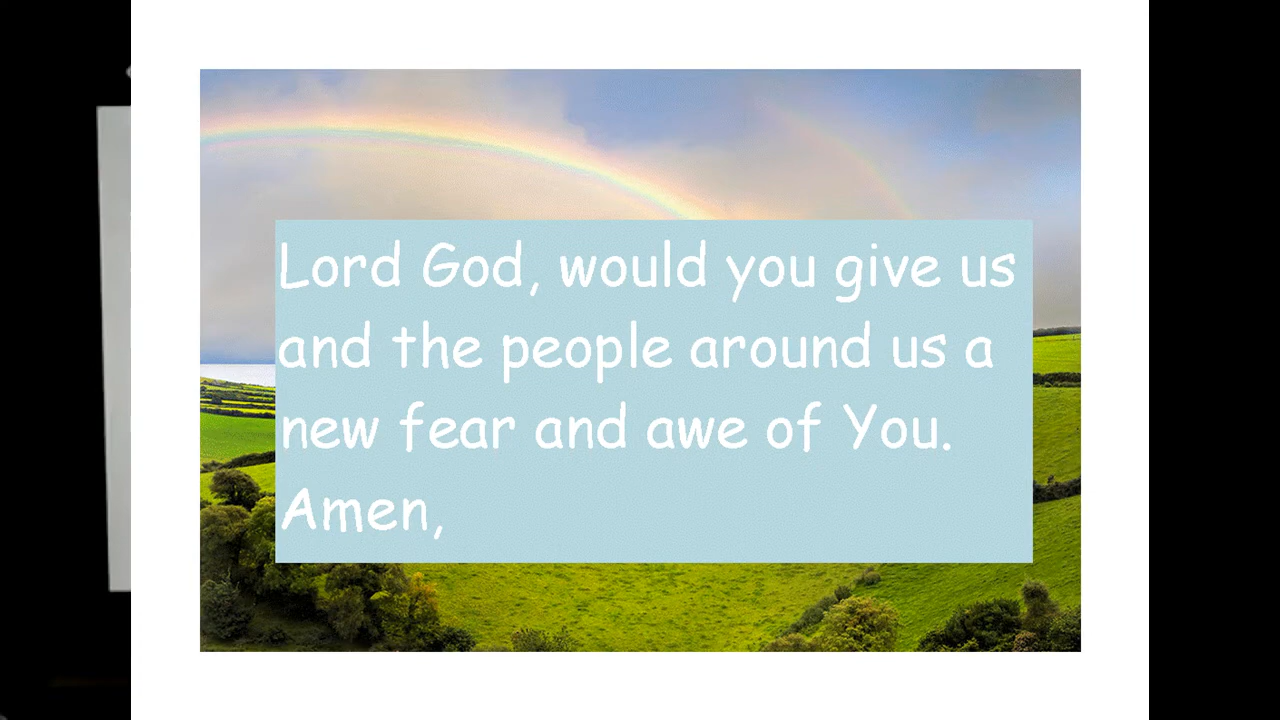 Lord God, would you give us
and the people around us a
new fear and awe of You.
Amen,